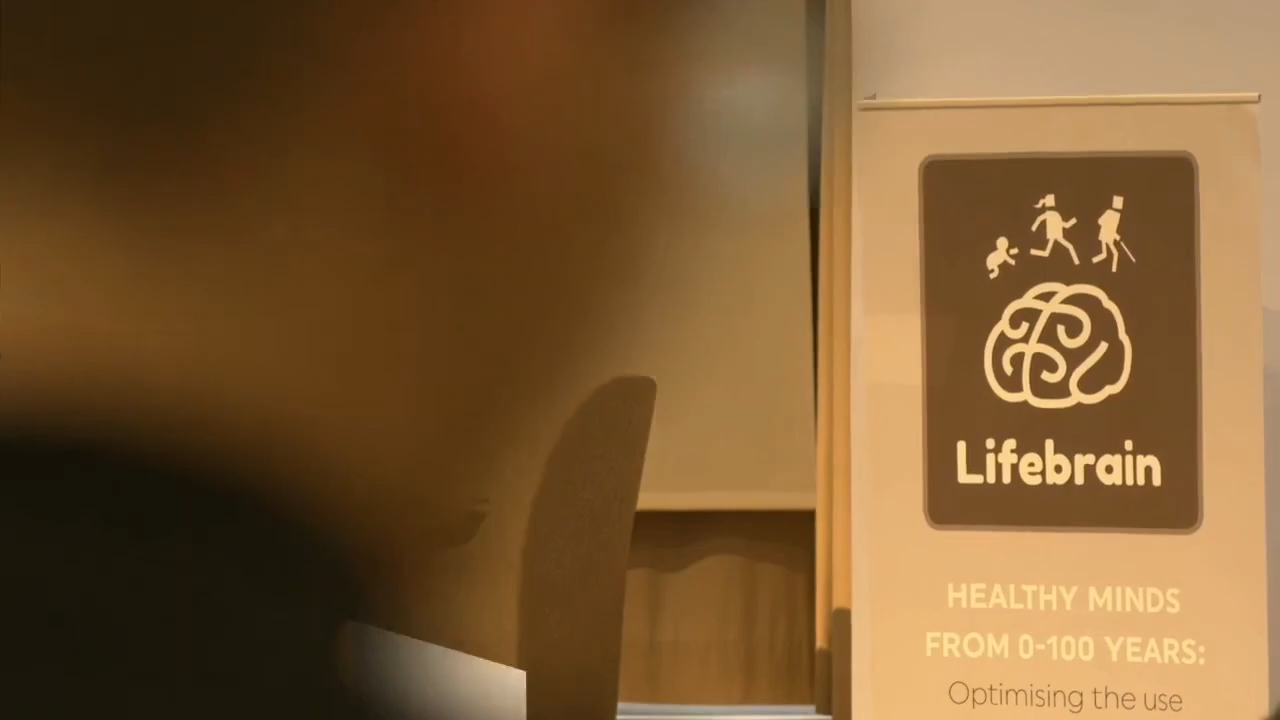 Lifebrain
HEALTHY MINDS
FROM 0-100 YEARS:
Optimising the use